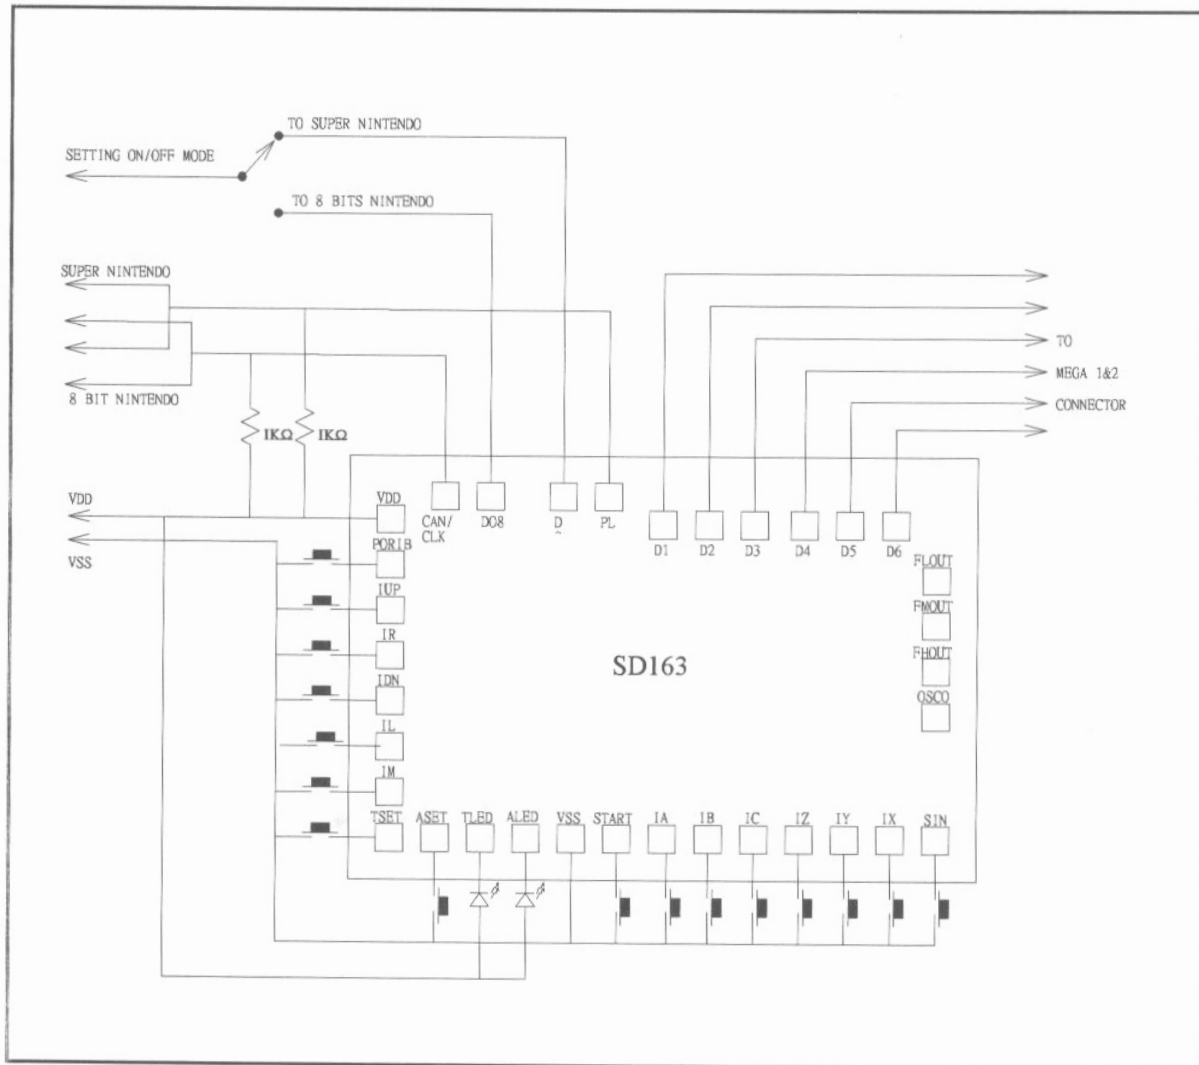 TO SUPER NINTENDO
SETTING ON/OFF MODE
TO 8 BITS NINTENDO
SUPER NINTENDO
8 BIT NINTENDO
1KΩ 1KΩ
TO
MEGA 1&2
CONNECTOR
VDD
VSS
VDD
CAN/
CLK
DO8
D
PL
D1 D2 D3 D4 D5 D6
PORIB
IUP
IR
IDN
IL
IM
TSET
FLOUT
FMOUT
FHOUT
OSCO
SD163
ASET TLED ALED VSS START IA IB IC IZ IY IX SIN